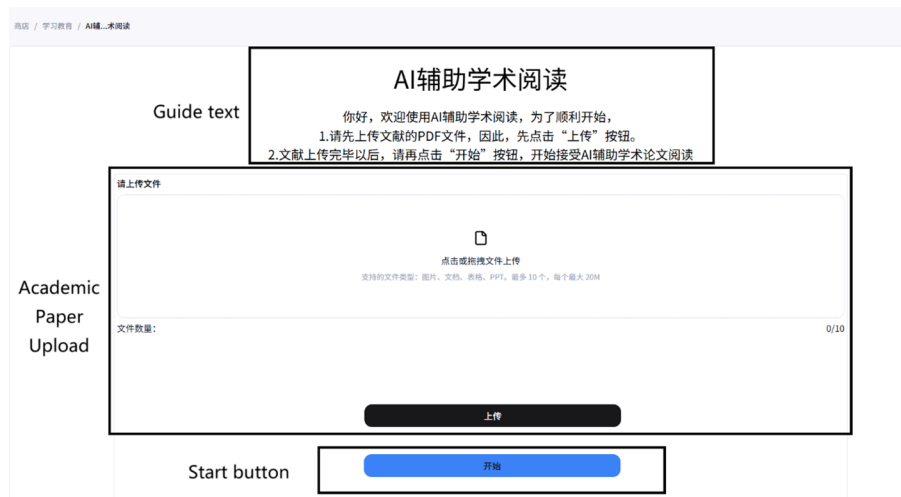 商店 / 学习教育 / AI辅...术阅读
AI辅助学术阅读
Guide text
你好，欢迎使用AI辅助学术阅读，为了顺利开始，
1.请先上传文献的PDF文件，因此，先点击“上传”按钮。
2.文献上传完毕以后，请再点击“开始”按钮，开始接受AI辅助学术论文阅读
请上传文件
点击或拖拽文件上传
支持的文件类型：图片、文档、表格、PPT。最多 10 个，每个最大 20M
Academic
Paper
Upload
文件数量：
0/10
上传
Start button
开始